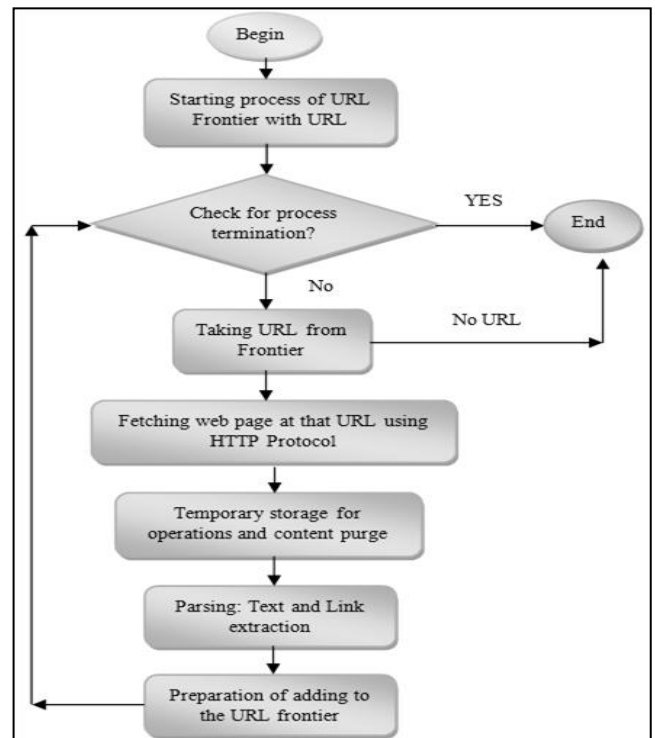 Begin
Starting process of URL
Frontier with URL
Check for process
termination?
YES
End
No
Taking URL from
Frontier
No URL
Fetching web page at that URL using
HTTP Protocol
Temporary storage for
operations and content purge
Parsing: Text and Link
extraction
Preparation of adding to
the URL frontier